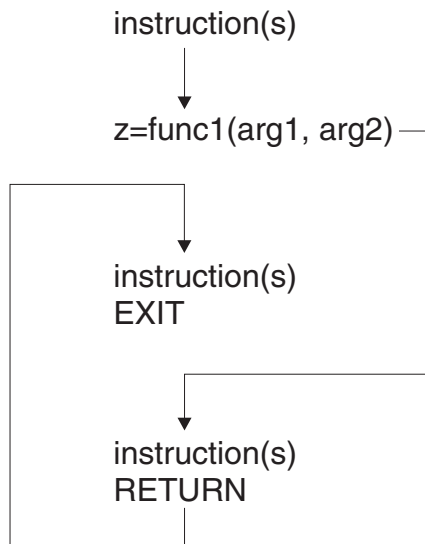 instruction(s)
z=func1(arg1, arg2)
instruction(s)
EXIT
instruction(s)
RETURN